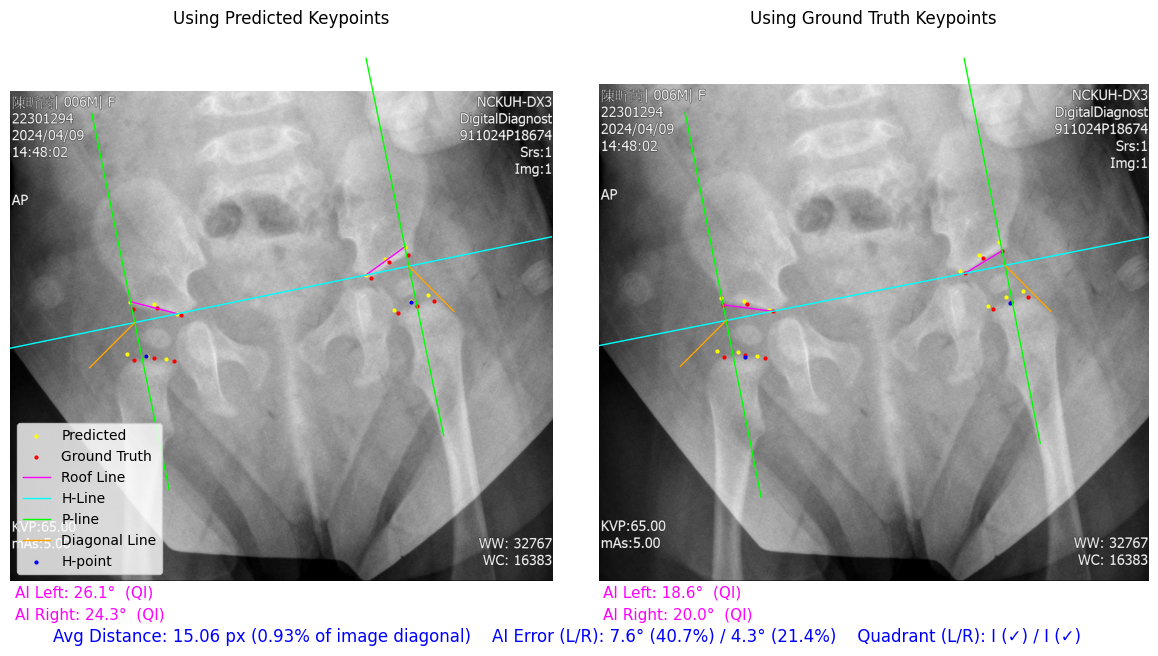 Using Predicted Keypoints
006M| F
22301294
2024/04/09
14:48:02
AP
NCKUH-DX3
DigitalDiagnost
911024P18674
Srs:1
Img:1
Predicted
Ground Truth
Roof Line
H-Line
P-line
Diagonal Line
H-point
KVP:65.00
mAs:5.00
WW: 32767
WC: 16383
AI Left: 26.1° (QI)
AI Right: 24.3° (QI)
Using Ground Truth Keypoints
006M| F
22301294
2024/04/09
14:48:02
AP
NCKUH-DX3
DigitalDiagnost
911024P18674
Srs:1
Img:1
KVP:65.00
mAs:5.00
WW: 32767
WC: 16383
AI Left: 18.6° (QI)
AI Right: 20.0° (QI)
Avg Distance: 15.06 px (0.93% of image diagonal) AI Error (L/R): 7.6° (40.7%) / 4.3° (21.4%) Quadrant (L/R): I (✓) / I (✓)